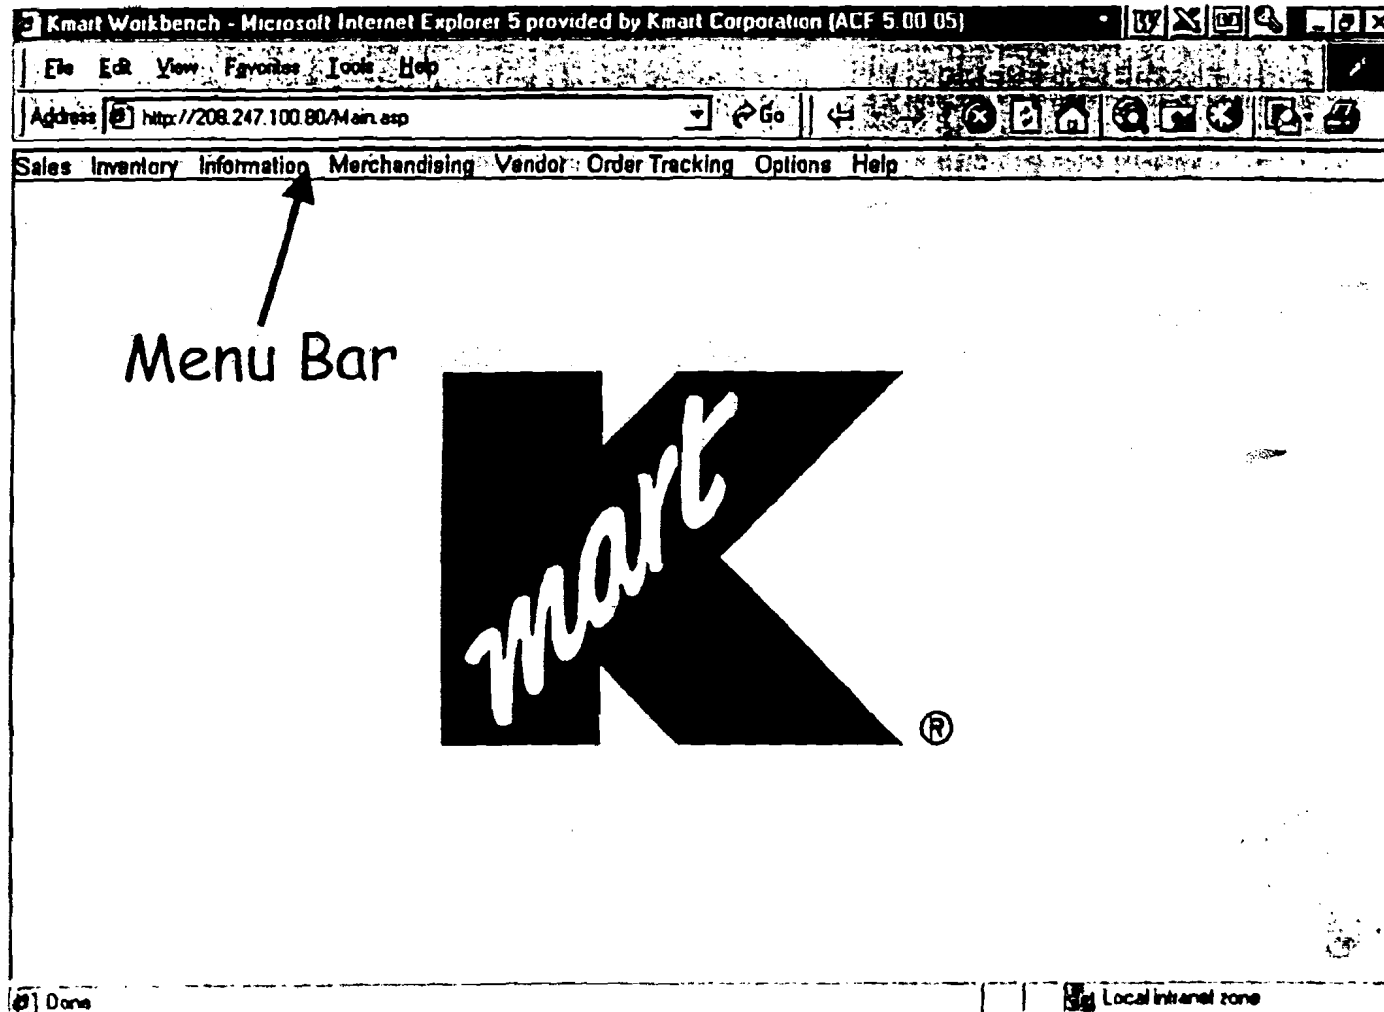 Kmart Workbench - Microsoft Internet Explorer 5 provided by Kmart Corporation (ACF 5.00 05)
File Edit View Favorites Tools Help
Address http://208.247.100.80/Main.asp Go
Sales Inventory Information Merchandising Vendor Order Tracking Options Help
Menu Bar
K
mart
®
Done Local intranet zone